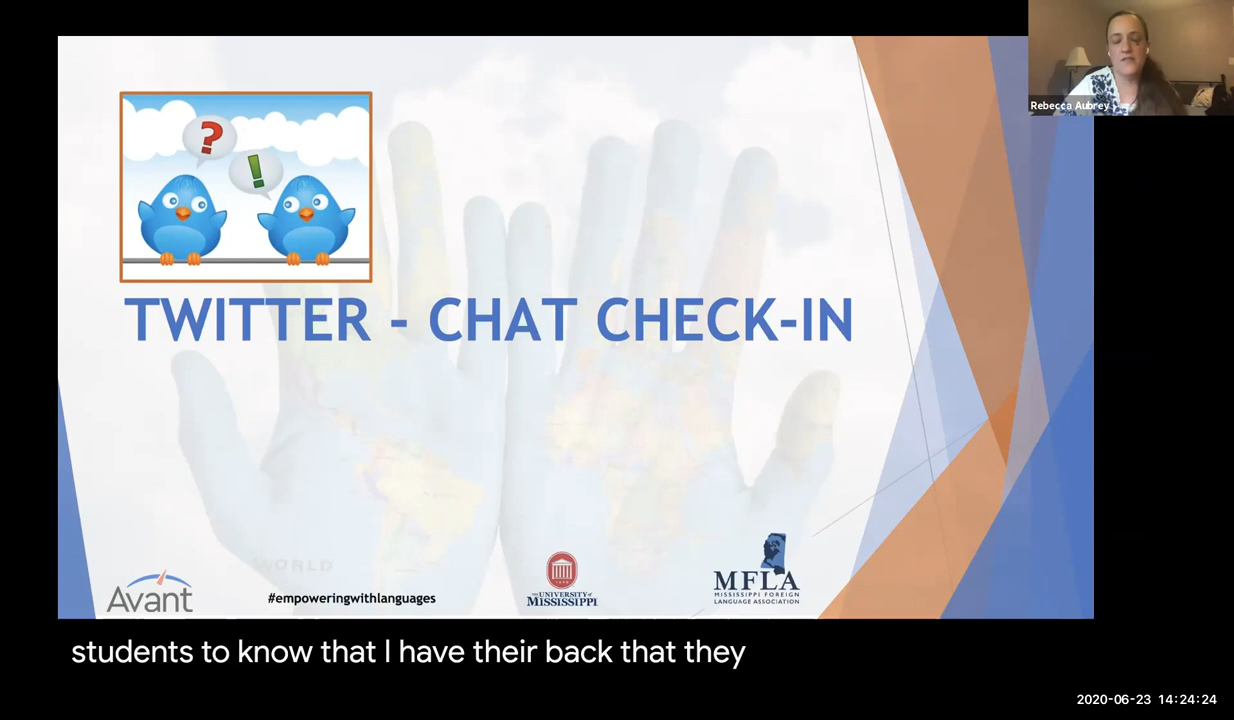 Rebecca Aubrey
?
!
TWITTER - CHAT CHECK-IN
WORLD
Avant
#empoweringwithlanguages
THE UNIVERSITY of
MISSISSIPPI
MFLA
MISSISSIPPI FOREIGN
LANGUAGE ASSOCIATION
students to know that I have their back that they
2020-06-23 14:24:24